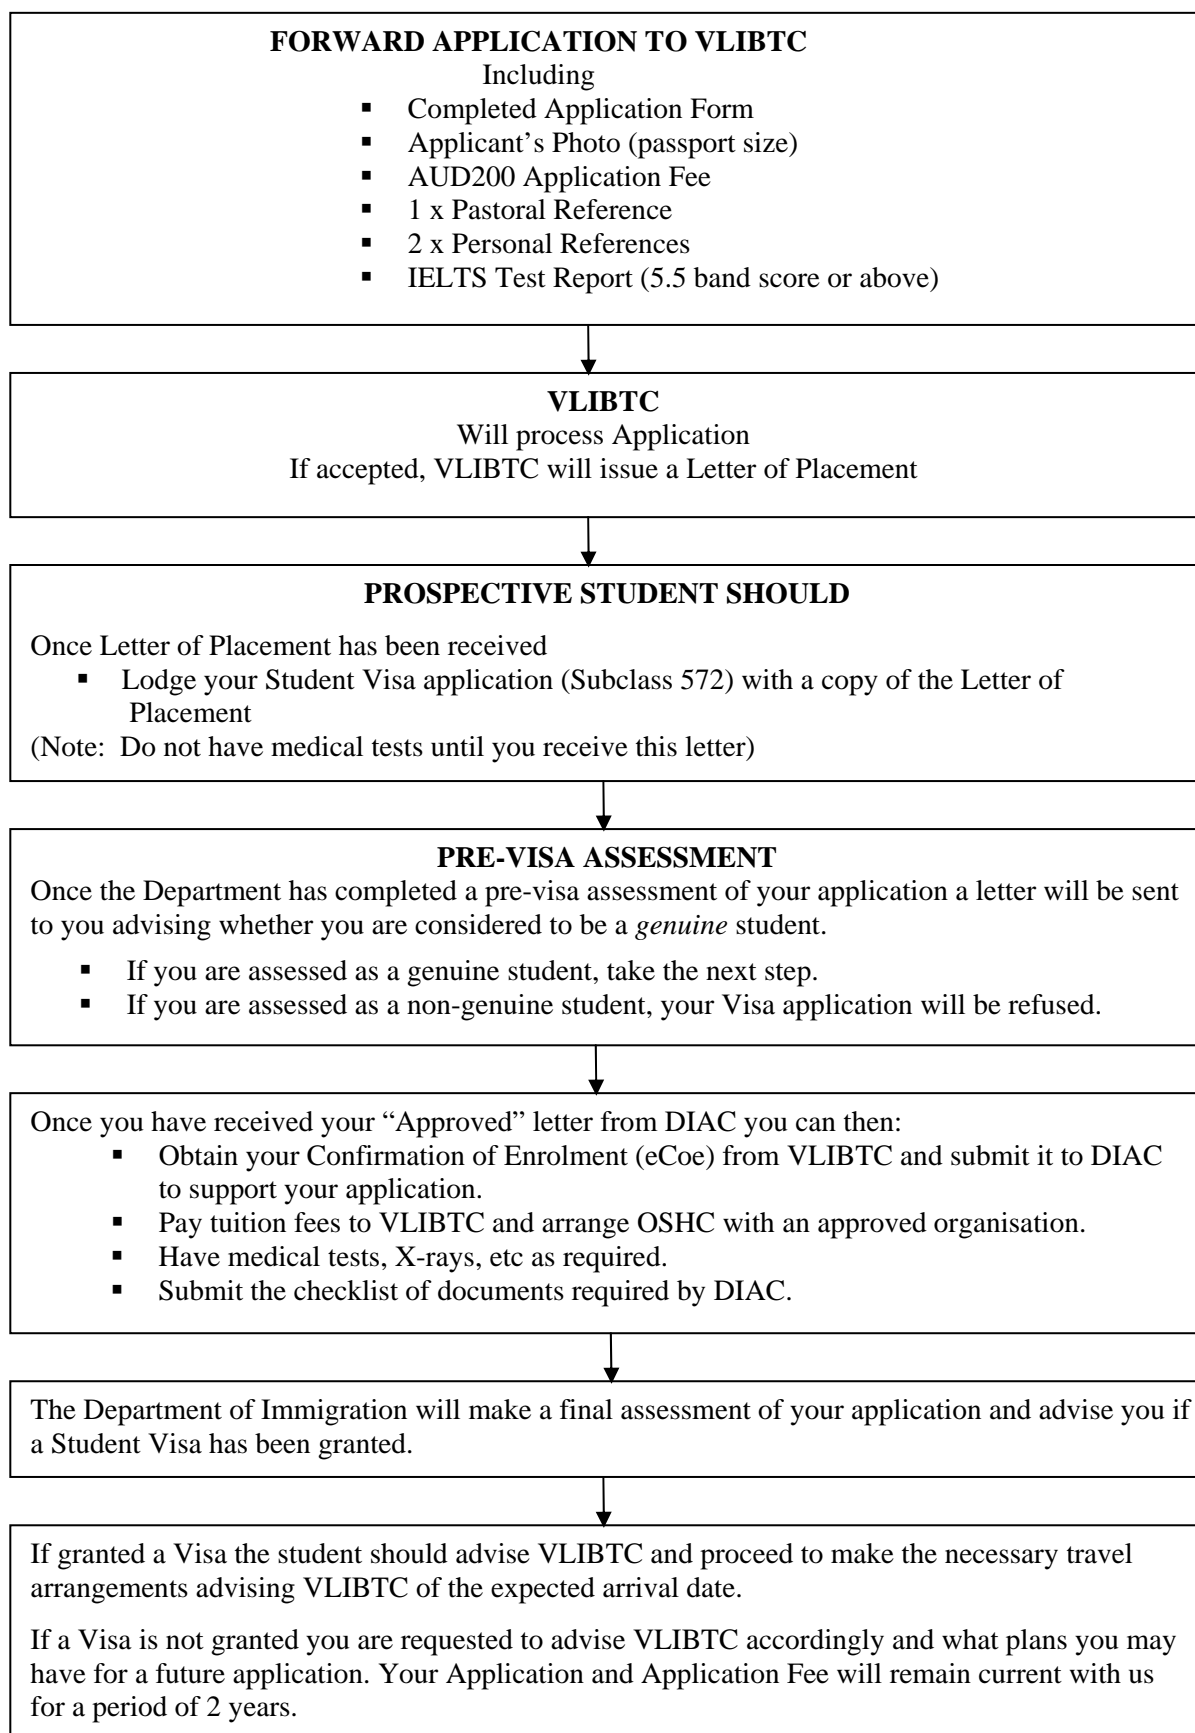 FORWARD APPLICATION TO VLIBTC
Including
▪ Completed Application Form
▪ Applicant’s Photo (passport size)
▪ AUD200 Application Fee
▪ 1 x Pastoral Reference
▪ 2 x Personal References
▪ IELTS Test Report (5.5 band score or above)
VLIBTC
Will process Application
If accepted, VLIBTC will issue a Letter of Placement
PROSPECTIVE STUDENT SHOULD
Once Letter of Placement has been received
▪ Lodge your Student Visa application (Subclass 572) with a copy of the Letter of
Placement
(Note: Do not have medical tests until you receive this letter)
PRE-VISA ASSESSMENT
Once the Department has completed a pre-visa assessment of your application a letter will be sent
to you advising whether you are considered to be a genuine student.
▪ If you are assessed as a genuine student, take the next step.
▪ If you are assessed as a non-genuine student, your Visa application will be refused.
Once you have received your “Approved” letter from DIAC you can then:
▪ Obtain your Confirmation of Enrolment (eCoe) from VLIBTC and submit it to DIAC
to support your application.
▪ Pay tuition fees to VLIBTC and arrange OSHC with an approved organisation.
▪ Have medical tests, X-rays, etc as required.
▪ Submit the checklist of documents required by DIAC.
The Department of Immigration will make a final assessment of your application and advise you if
a Student Visa has been granted.
If granted a Visa the student should advise VLIBTC and proceed to make the necessary travel
arrangements advising VLIBTC of the expected arrival date.
If a Visa is not granted you are requested to advise VLIBTC accordingly and what plans you may
have for a future application. Your Application and Application Fee will remain current with us
for a period of 2 years.